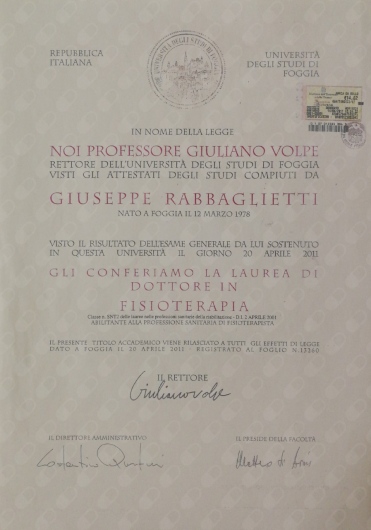 REPUBBLICA ITALIANA
UNIVERSITÀ DEGLI STUDI DI FOGGIA
IN NOME DELLA LEGGE
NOI PROFESSORE GIULIANO VOLPE
RETTORE DELL'UNIVERSITÀ DEGLI STUDI DI FOGGIA
VISTI GLI ATTESTATI DEGLI STUDI COMPIUTI DA
GIUSEPPE RABBAGLIETTI
NATO A FOGGIA IL 12 MARZO 1978
VISTO IL RISULTATO DELL'ESAME GENERALE DA LUI SOSTENUTO
IN QUESTA UNIVERSITÀ IL GIORNO 20 APRILE 2011
GLI CONFERIAMO LA LAUREA DI
DOTTORE IN
FISIOTERAPIA
ABILITANTE ALLA PROFESSIONE SANITARIA DI FISIOTERAPISTA
IL PRESENTE TITOLO ACCADEMICO VIENE RILASCIATO A TUTTI GLI EFFETTI DI LEGGE
DATO A FOGGIA IL 20 APRILE 2011 - REGISTRATO AL FOGLIO N.13360
IL RETTORE
Giuliano Volpe
IL DIRETTORE AMMINISTRATIVO
IL PRESIDE DELLA FACOLTÀ